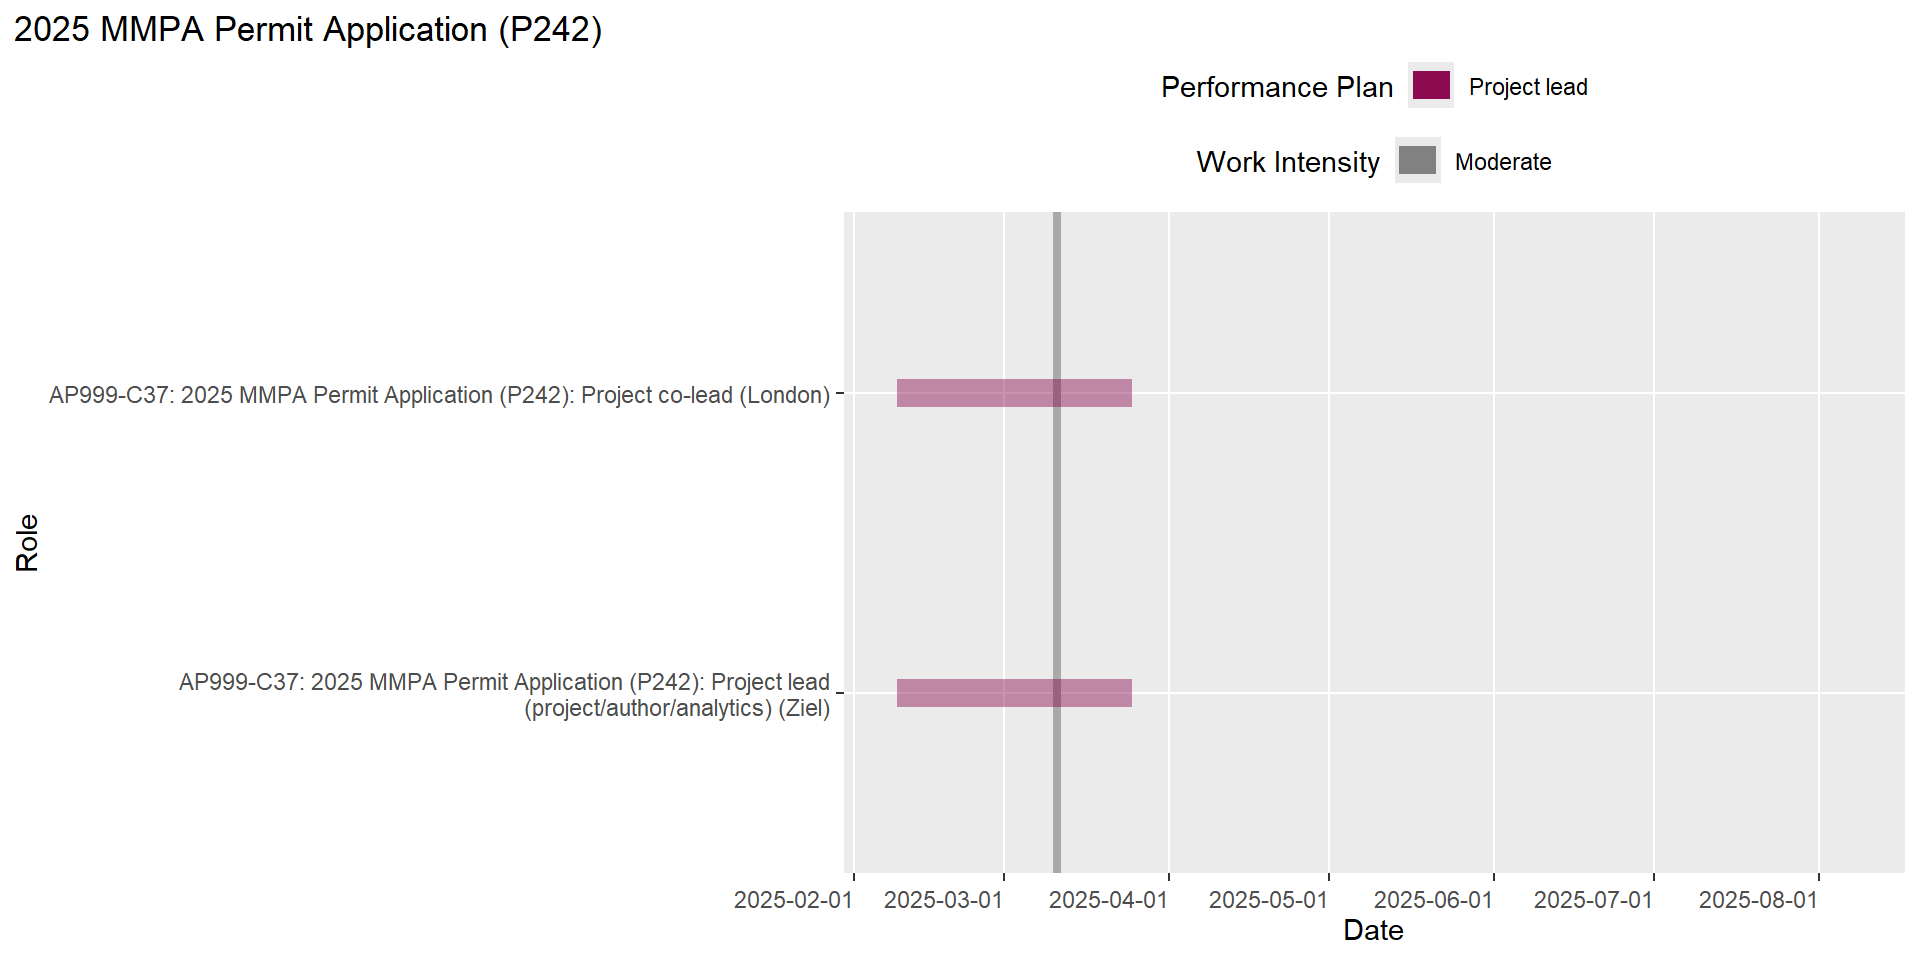 2025 MMPA Permit Application (P242)
Performance Plan Project lead
Work Intensity Moderate
AP999-C37: 2025 MMPA Permit Application (P242): Project co-lead (London)
Role
AP999-C37: 2025 MMPA Permit Application (P242): Project lead
(project/author/analytics) (Ziel)
2025-02-01 2025-03-01 2025-04-01 2025-05-01 2025-06-01 2025-07-01 2025-08-01
Date